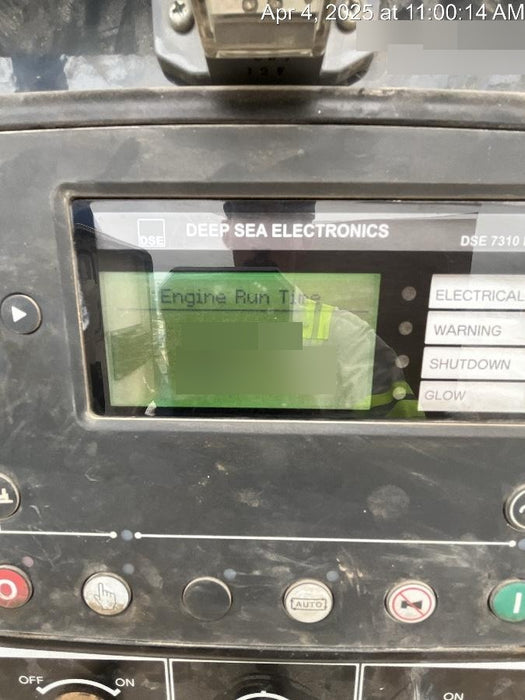 Apr 4, 2025 at 11:00:14 AM
DSE
DEEP SEA ELECTRONICS
DSE 7310
Engine Run Time
ELECTRICAL
WARNING
SHUTDOWN
GLOW
AUTO
OFF
ON
ON